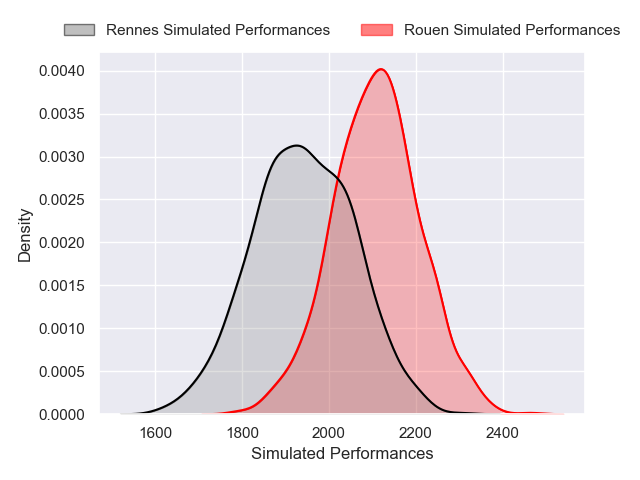 Rennes Simulated Performances Rouen Simulated Performances
0.0040
0.0035
0.0030
0.0025
0.0020
0.0015
0.0010
0.0005
0.0000
Density
1600 1800 2000 2200 2400
Simulated Performances